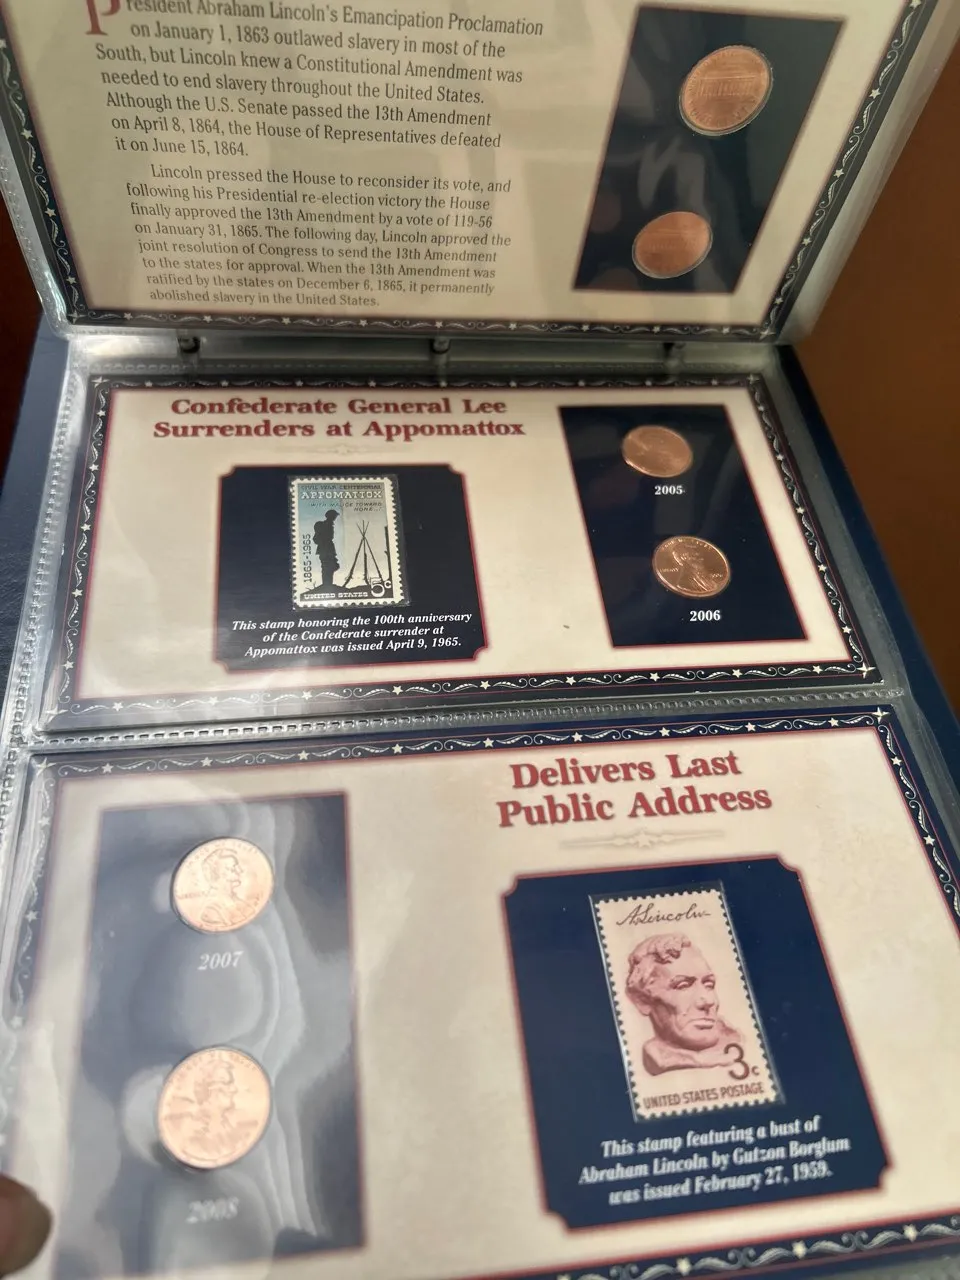 President Abraham Lincoln's Emancipation Proclamation
on January 1, 1863 outlawed slavery in most of the
South, but Lincoln knew a Constitutional Amendment was
needed to end slavery throughout the United States.
Although the U.S. Senate passed the 13th Amendment
on April 8, 1864, the House of Representatives defeated
it on June 15, 1864.
Lincoln pressed the House to reconsider its vote, and
following his Presidential re-election victory the House
finally approved the 13th Amendment by a vote of 119-56
on January 31, 1865. The following day, Lincoln approved the
joint resolution of Congress to send the 13th Amendment
to the states for approval. When the 13th Amendment was
ratified by the states on December 6, 1865, it permanently
abolished slavery in the United States.
Confederate General Lee
Surrenders at Appomattox
CIVIL WAR CENTENNIAL
APPOMATTOX
"WITH MALICE TOWARD
NONE..."
1865-1965
5c
UNITED STATES
This stamp honoring the 100th anniversary
of the Confederate surrender at
Appomattox was issued April 9, 1965.
2005
LIBERTY
2006
Delivers Last
Public Address
2007
2008
A. Lincoln
3c
UNITED STATES POSTAGE
This stamp featuring a bust of
Abraham Lincoln by Gutzon Borglum
was issued February 27, 1959.